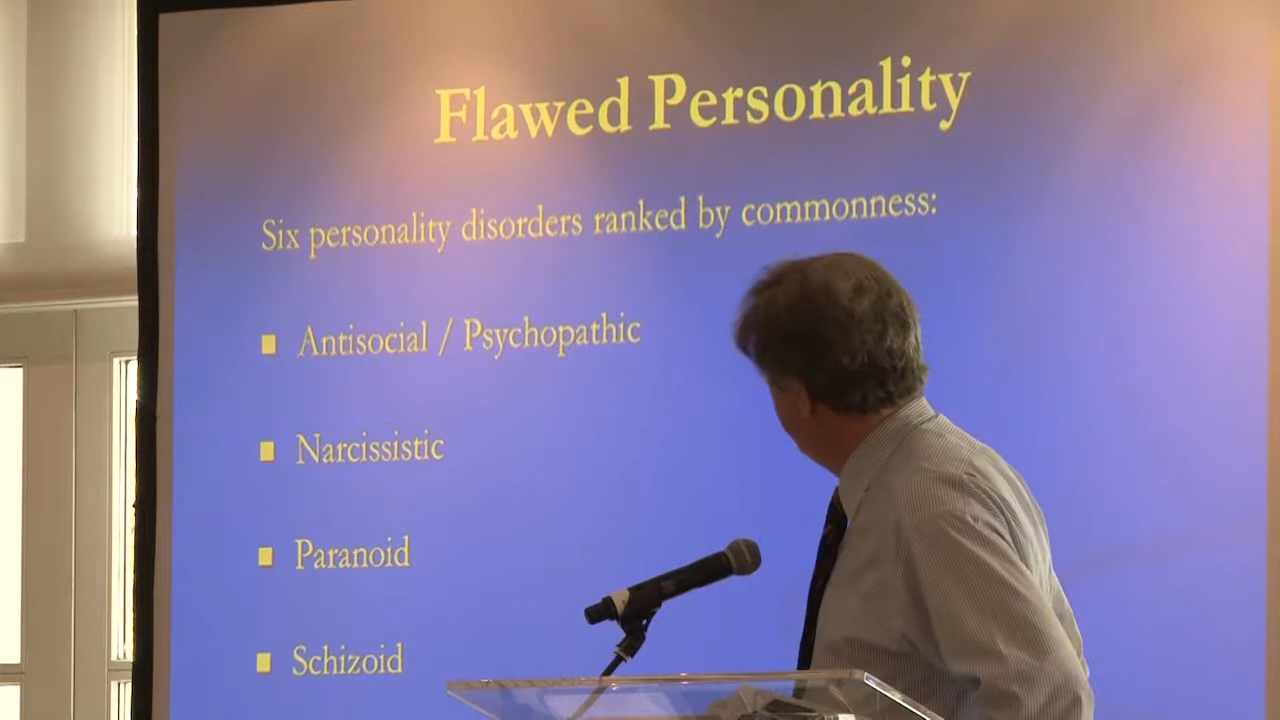 Flawed Personality
Six personality disorders ranked by commonness:
Antisocial / Psychopathic
Narcissistic
Paranoid
Schizoid